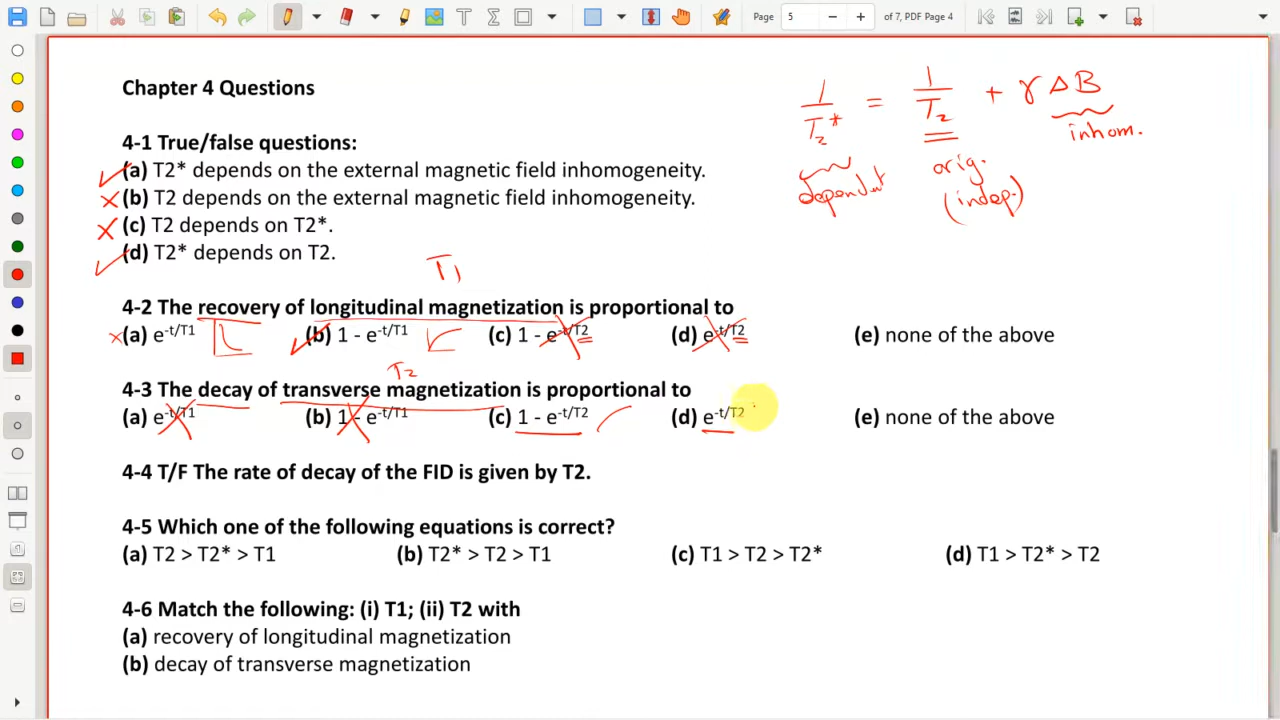 Page 5 of 7, PDF Page 4
Chapter 4 Questions
1/T2* = 1/T2 + γ ΔB
inhom.
dependent
orig.
(indep.)
4-1 True/false questions:
(a) T2* depends on the external magnetic field inhomogeneity.
(b) T2 depends on the external magnetic field inhomogeneity.
(c) T2 depends on T2*.
(d) T2* depends on T2.
T1
4-2 The recovery of longitudinal magnetization is proportional to
(a) e-t/T1 (b) 1 - e-t/T1 (c) 1 - e-t/T2 (d) e-t/T2 (e) none of the above
T2
4-3 The decay of transverse magnetization is proportional to
(a) e-t/T1 (b) 1 - e-t/T1 (c) 1 - e-t/T2 (d) e-t/T2 (e) none of the above
4-4 T/F The rate of decay of the FID is given by T2.
4-5 Which one of the following equations is correct?
(a) T2 > T2* > T1 (b) T2* > T2 > T1 (c) T1 > T2 > T2* (d) T1 > T2* > T2
4-6 Match the following: (i) T1; (ii) T2 with
(a) recovery of longitudinal magnetization
(b) decay of transverse magnetization